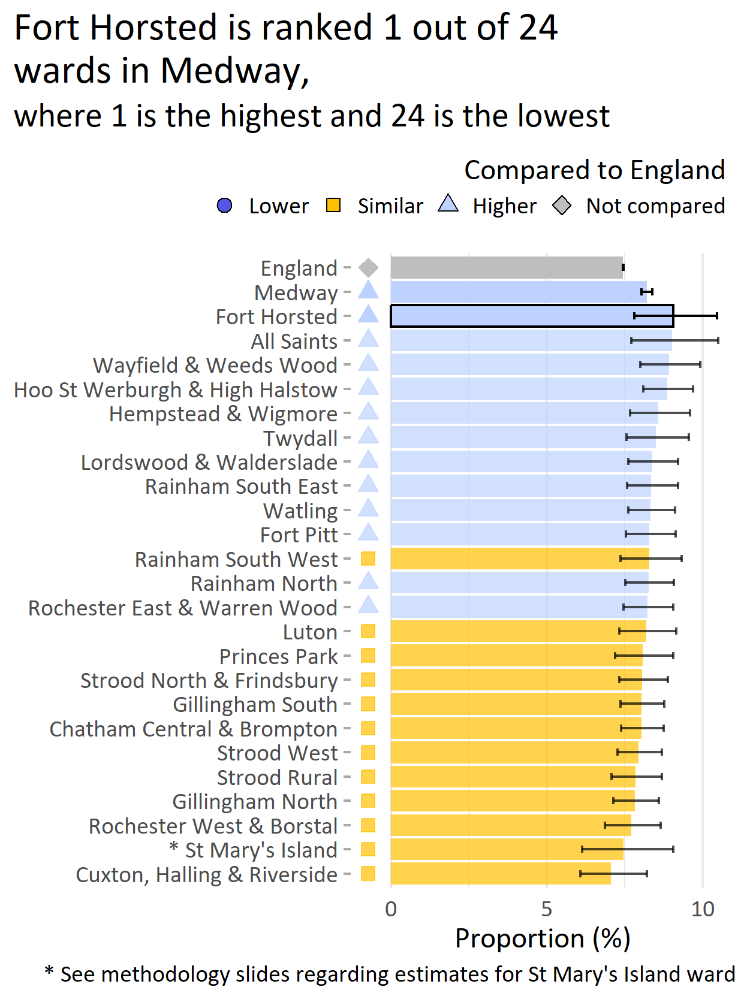 Fort Horsted is ranked 1 out of 24
wards in Medway,
where 1 is the highest and 24 is the lowest
Compared to England
Lower Similar Higher Not compared
England
Medway
Fort Horsted
All Saints
Wayfield & Weeds Wood
Hoo St Werburgh & High Halstow
Hempstead & Wigmore
Twydall
Lordswood & Walderslade
Rainham South East
Watling
Fort Pitt
Rainham South West
Rainham North
Rochester East & Warren Wood
Luton
Princes Park
Strood North & Frindsbury
Gillingham South
Chatham Central & Brompton
Strood West
Strood Rural
Gillingham North
Rochester West & Borstal
* St Mary's Island
Cuxton, Halling & Riverside
0 5 10
Proportion (%)
* See methodology slides regarding estimates for St Mary's Island ward